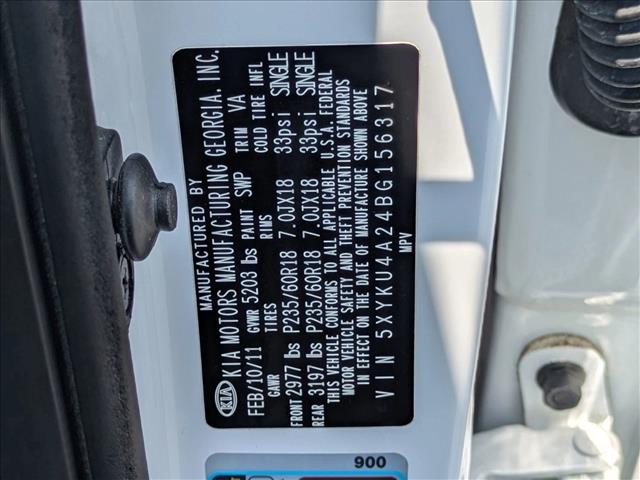 MANUFACTURED BY
KIA MOTORS MANUFACTURING GEORGIA, INC.
KIA
FEB/10/11 GVWR 5203 lbs PAINT SWP TRIM VA
GAWR TIRES RIMS COLD TIRE INFL
FRONT 2977 lbs P235/60R18 7.0UX18 33psi SINGLE
REAR 3197 lbs P235/60R18 7.0UX18 33psi SINGLE
THIS VEHICLE CONFORMS TO ALL APPLICABLE U.S.A. FEDERAL
MOTOR VEHICLE SAFETY AND THEFT PREVENTION STANDARDS
IN EFFECT ON THE DATE OF MANUFACTURE SHOWN ABOVE
VIN 5XYKU4A24BG156317
MPV
900